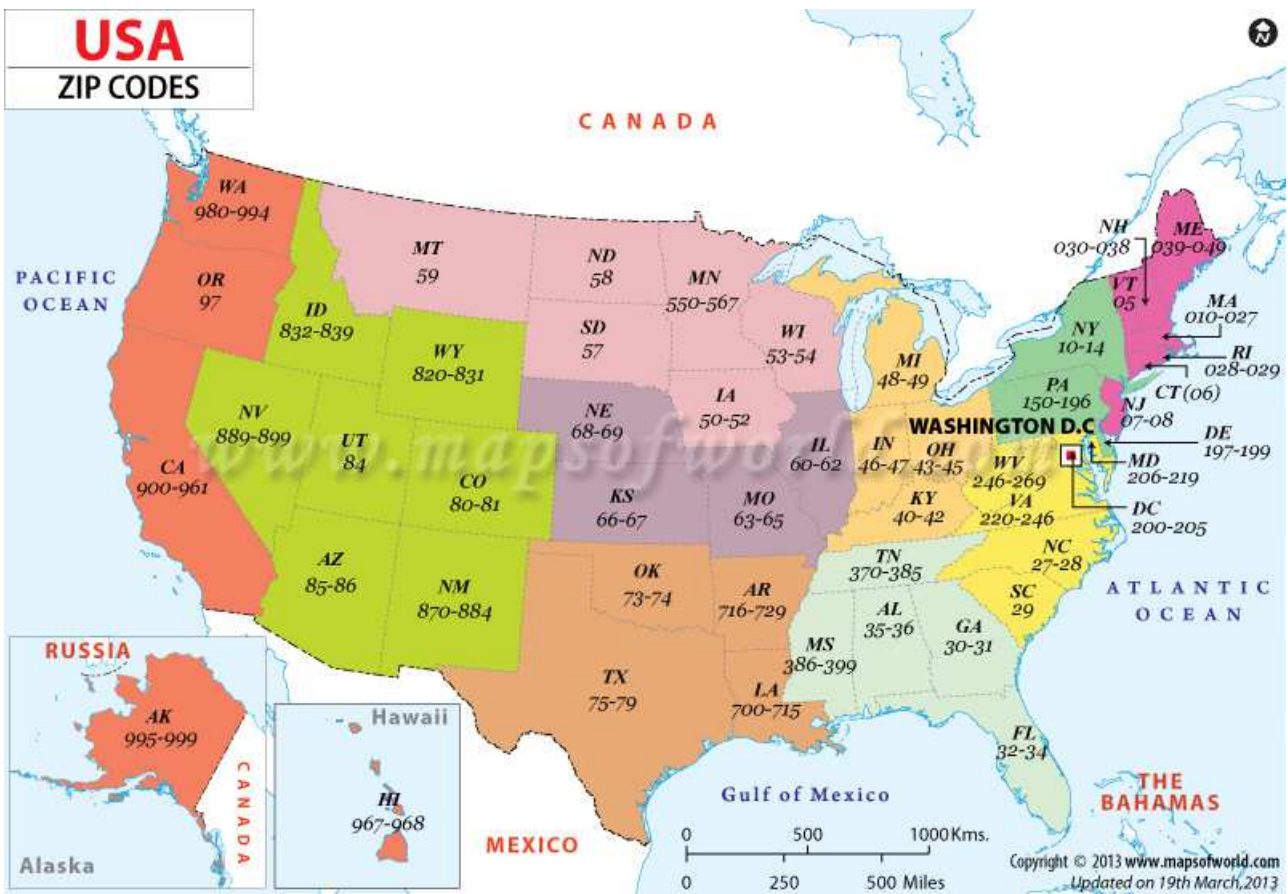 USA
ZIP CODES
N
CANADA
WA
980-994
MT
59
ND
58
MN
550-567
NH
030-038
ME
039-049
PACIFIC
OCEAN
OR
97
ID
832-839
VT
05
MA
010-027
SD
57
WI
53-54
NY
10-14
WY
820-831
MI
48-49
RI
028-029
PA
150-196
CT (06)
IA
50-52
NE
68-69
NJ
07-08
NV
889-899
UT
84
WASHINGTON D.C
DE
197-199
www.mapsofworld.com
IL
60-62
IN
46-47
OH
43-45
WV
246-269
MD
206-219
CA
900-961
CO
80-81
KS
66-67
MO
63-65
KY
40-42
VA
220-246
DC
200-205
AZ
85-86
NM
870-884
OK
73-74
AR
716-729
TN
370-385
NC
27-28
SC
29
ATLANTIC
OCEAN
AL
35-36
GA
30-31
MS
386-399
RUSSIA
TX
75-79
LA
700-715
AK
995-999
CANADA
Alaska
Hawaii
HI
967-968
FL
32-34
MEXICO
Gulf of Mexico
THE
BAHAMAS
0 500 1000 Kms.
0 250 500 Miles
Copyright © 2013 www.mapsofworld.com
Updated on 19th March 2013